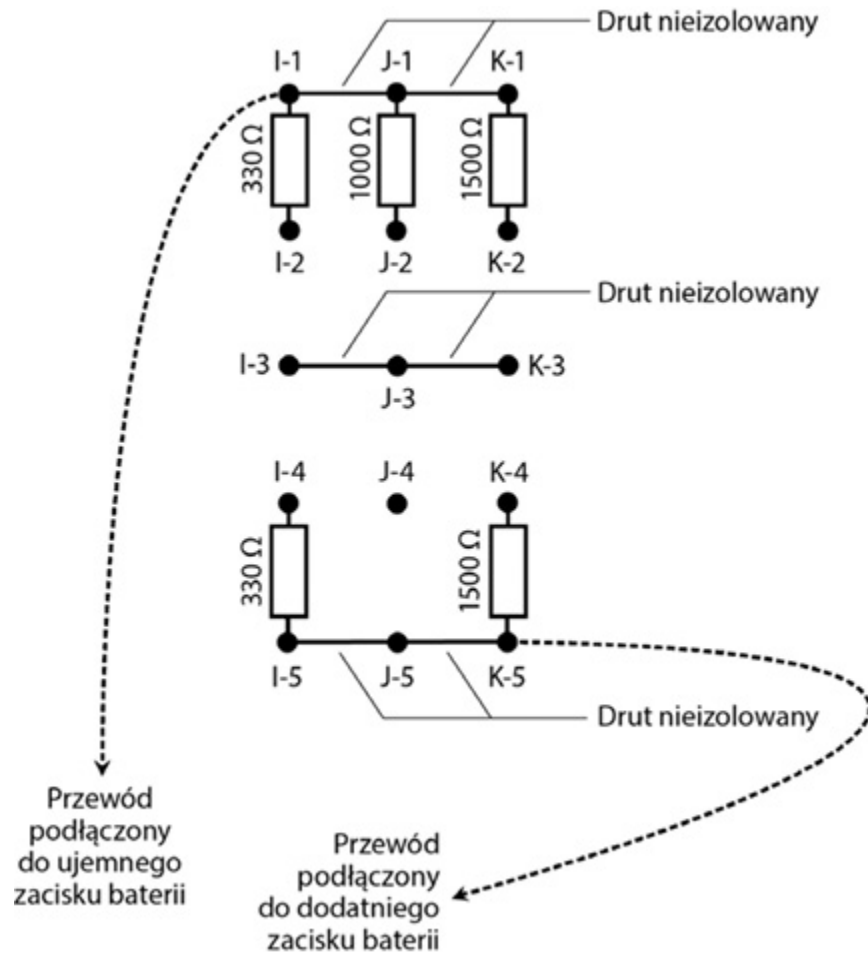 Drut nieizolowany
I-1 J-1 K-1
330 Ω 1000 Ω 1500 Ω
I-2 J-2 K-2
Drut nieizolowany
I-3 K-3
J-3
I-4 J-4 K-4
330 Ω 1500 Ω
I-5 J-5 K-5
Drut nieizolowany
Przewód
podłączony
do ujemnego
zacisku baterii
Przewód
podłączony
do dodatniego
zacisku baterii